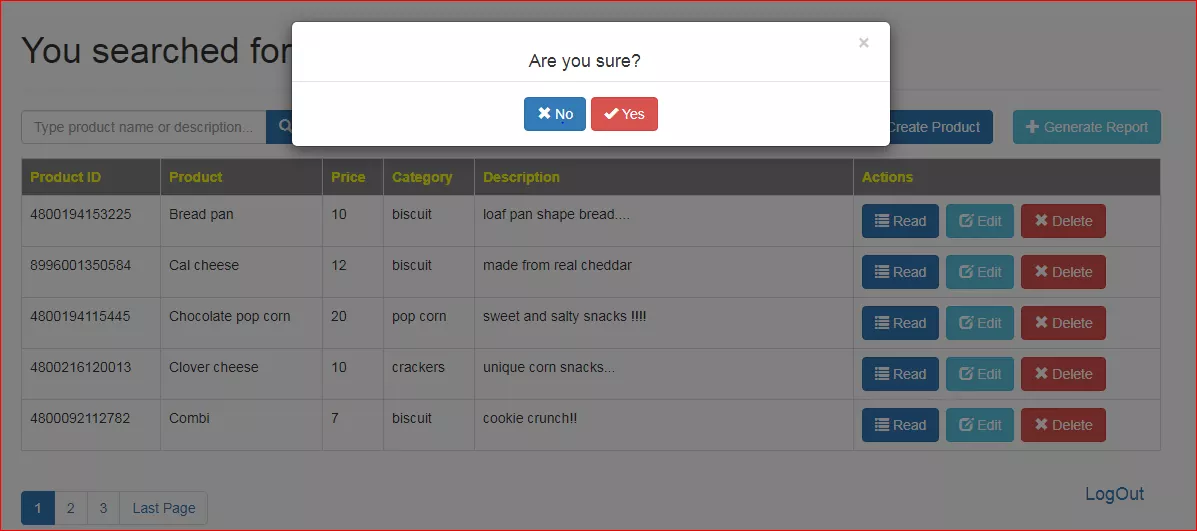 You searched for
×
Are you sure?
No Yes
Type product name or description... Create Product Generate Report
Product ID Product Price Category Description Actions
4800194153225 Bread pan 10 biscuit loaf pan shape bread.... Read Edit Delete
8996001350584 Cal cheese 12 biscuit made from real cheddar Read Edit Delete
4800194115445 Chocolate pop corn 20 pop corn sweet and salty snacks !!!! Read Edit Delete
4800216120013 Clover cheese 10 crackers unique corn snacks... Read Edit Delete
4800092112782 Combi 7 biscuit cookie crunch!! Read Edit Delete
LogOut
1 2 3 Last Page